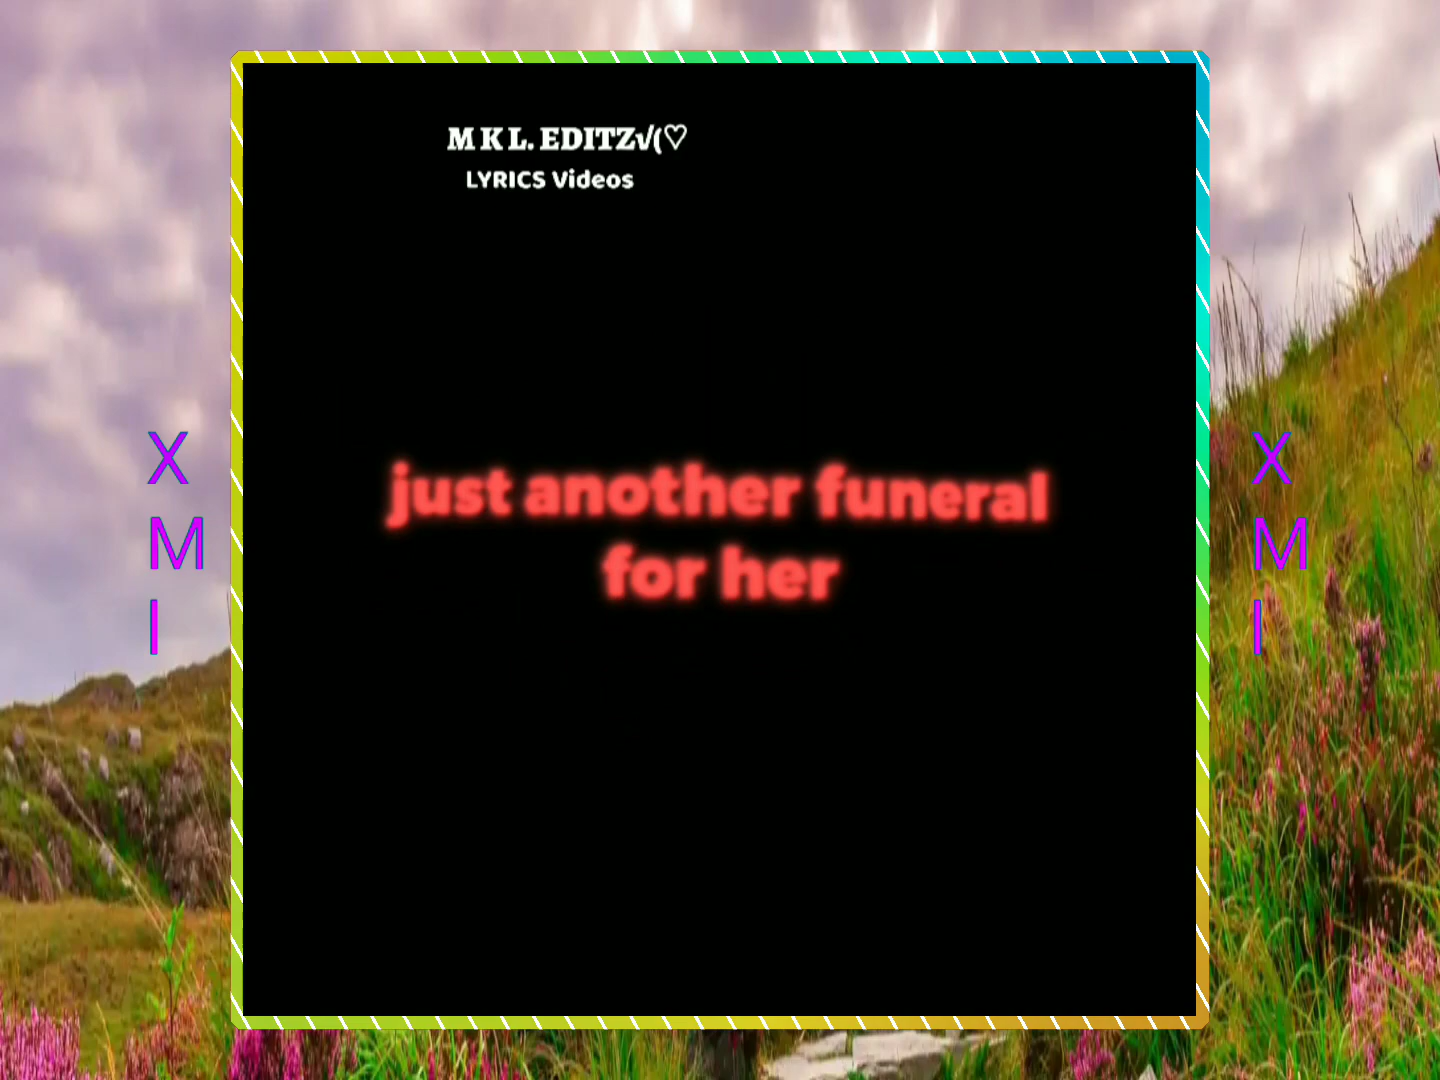 M K L. EDITZ√(♡
LYRICS Videos
just another funeral
for her
X
M
I
X
M
I